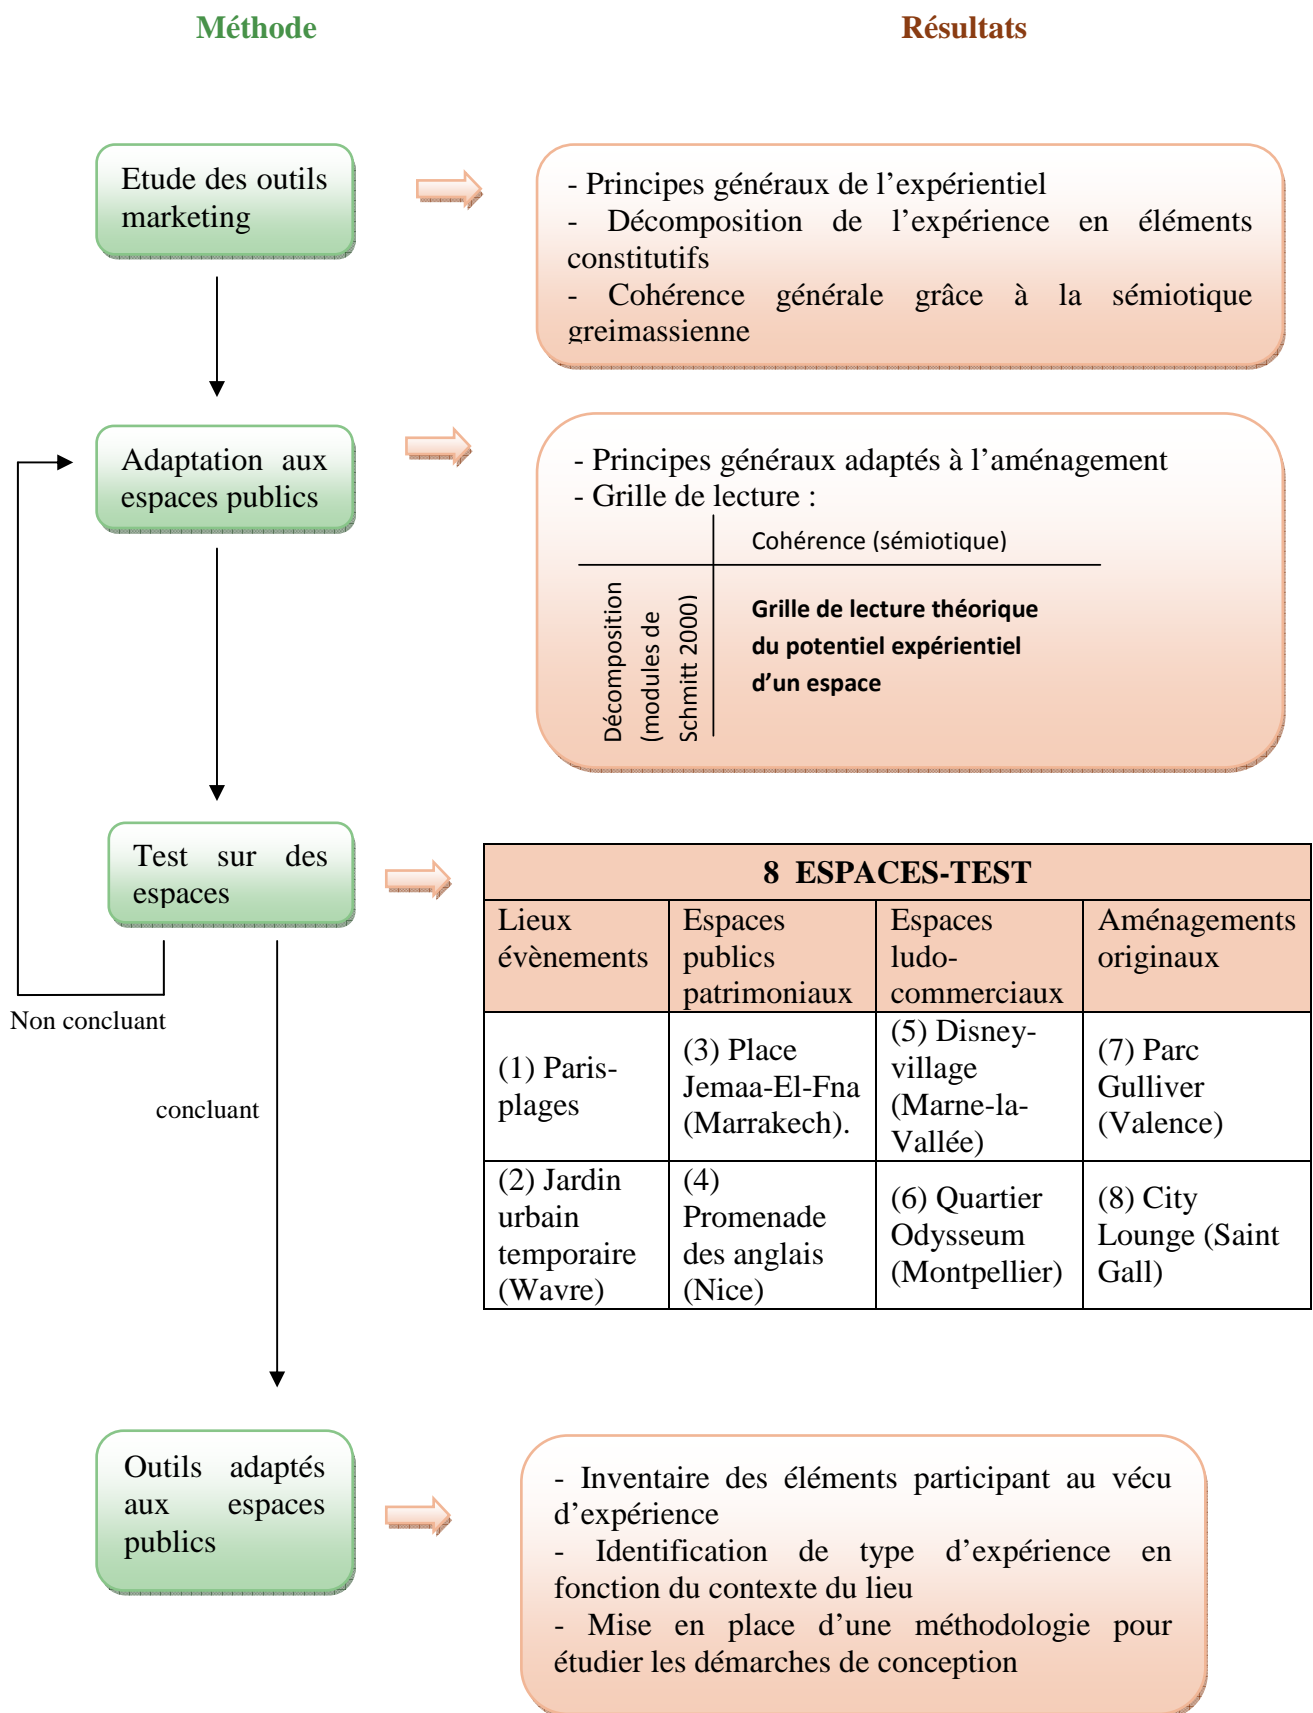 Méthode
Résultats
Etude des outils
marketing
- Principes généraux de l’expérientiel
- Décomposition de l’expérience en éléments
constitutifs
- Cohérence générale grâce à la sémiotique
greimassienne
Adaptation aux
espaces publics
- Principes généraux adaptés à l’aménagement
- Grille de lecture :
Cohérence (sémiotique)
Décomposition
(modules de
Schmitt 2000)
Grille de lecture théorique
du potentiel expérientiel
d’un espace
Test sur des
espaces
Non concluant
concluant
8 ESPACES-TEST
Lieux
évènements
Espaces
publics
patrimoniaux
Espaces
ludo-
commerciaux
Aménagements
originaux
(1) Paris-
plages
(3) Place
Jemaa-El-Fna
(Marrakech).
(5) Disney-
village
(Marne-la-
Vallée)
(7) Parc
Gulliver
(Valence)
(2) Jardin
urbain
temporaire
(Wavre)
(4)
Promenade
des anglais
(Nice)
(6) Quartier
Odysseum
(Montpellier)
(8) City
Lounge (Saint
Gall)
Outils adaptés
aux espaces
publics
- Inventaire des éléments participant au vécu
d’expérience
- Identification de type d’expérience en
fonction du contexte du lieu
- Mise en place d’une méthodologie pour
étudier les démarches de conception